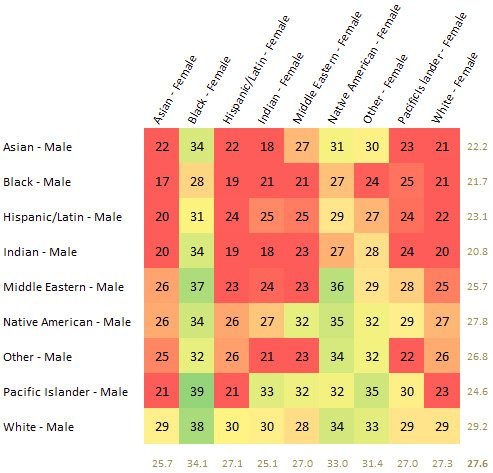 Asian - Female
Black - Female
Hispanic/Latin - Female
Indian - Female
Middle Eastern - Female
Native American - Female
Other - Female
PacificIs lander - Female
White - Female
Asian - Male 22 34 22 18 27 31 30 23 21 22.2
Black - Male 17 28 19 21 21 27 24 25 21 21.7
Hispanic/Latin - Male 20 31 24 25 25 29 27 24 22 23.1
Indian - Male 20 34 19 18 23 27 28 24 20 20.8
Middle Eastern - Male 26 37 23 24 23 36 29 28 25 25.7
Native American - Male 26 34 26 27 32 35 32 29 27 27.8
Other - Male 25 32 26 21 23 34 32 22 26 26.8
Pacific Islander - Male 21 39 21 33 32 32 35 30 23 24.6
White - Male 29 38 30 30 28 34 33 29 29 29.2
25.7 34.1 27.1 25.1 27.0 33.0 31.4 27.0 27.3 27.6